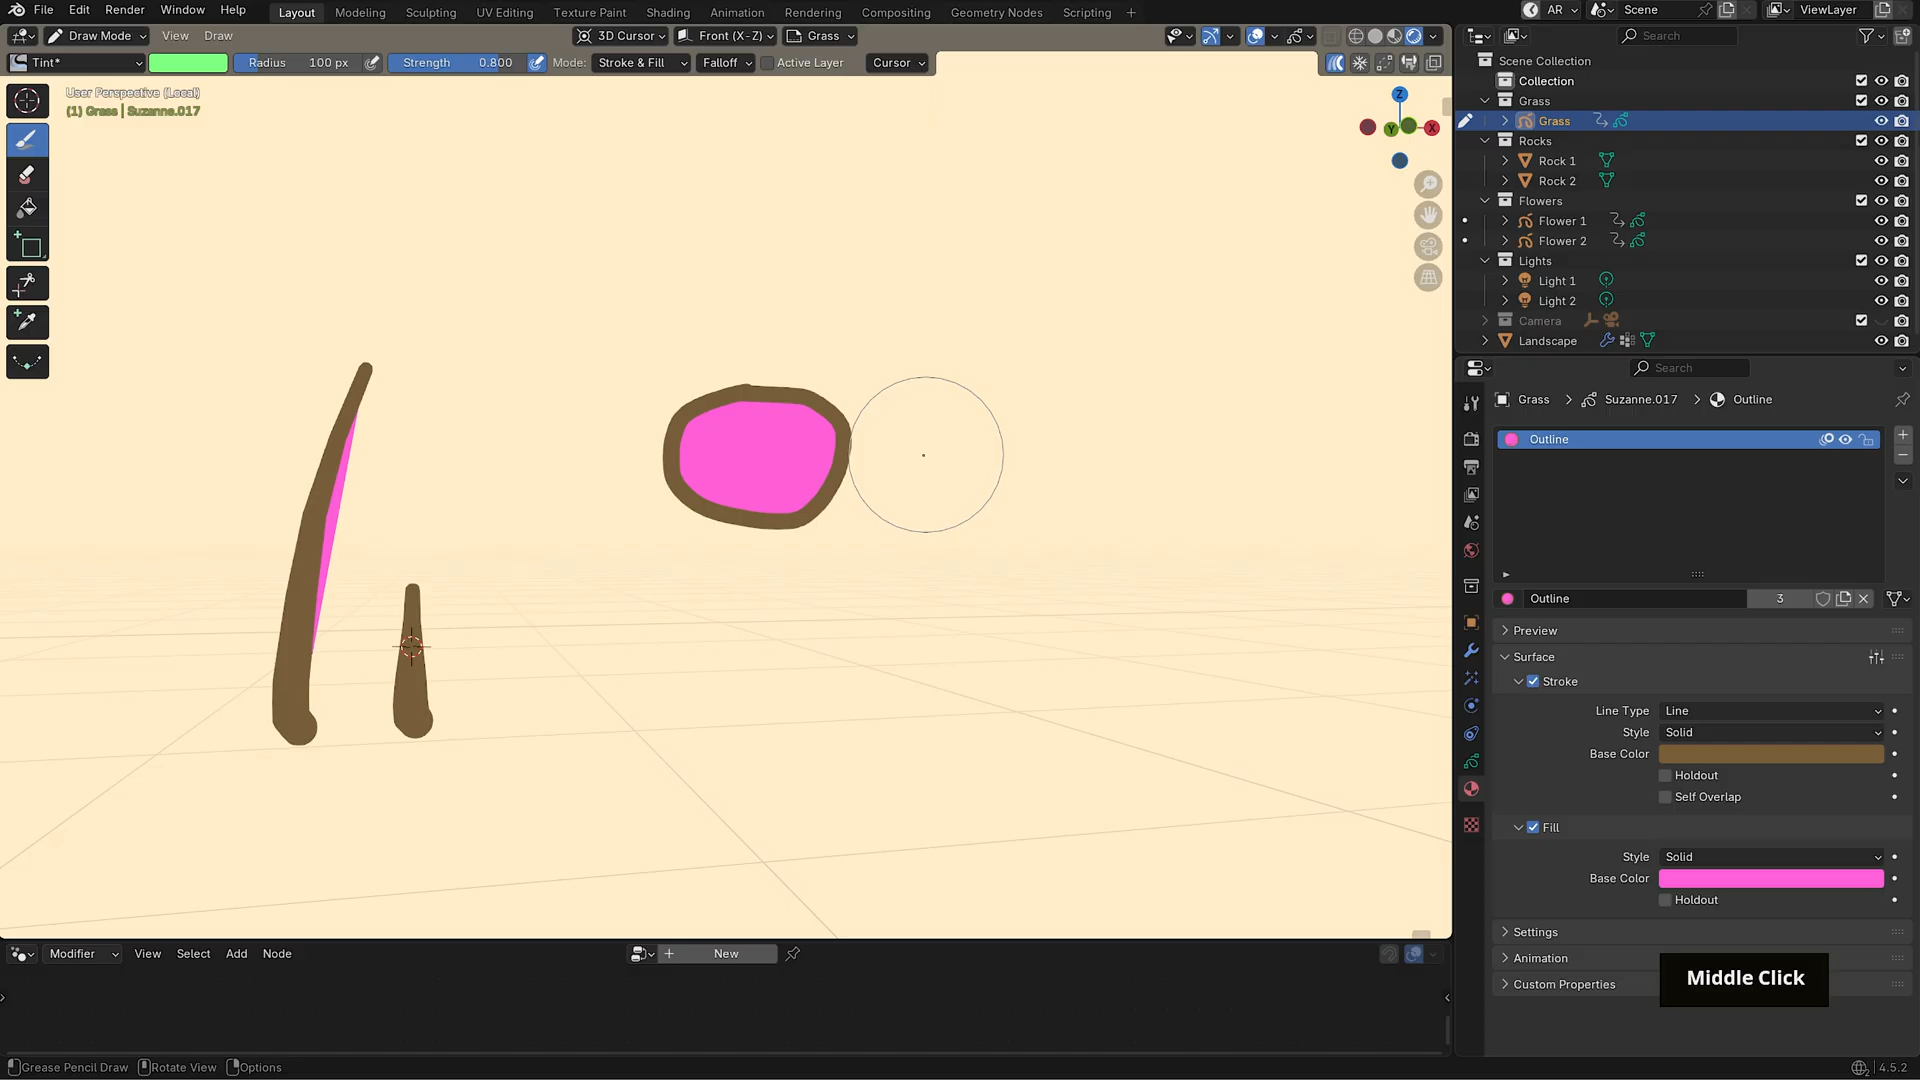 File Edit Render Window Help Layout Modeling Sculpting UV Editing Texture Paint Shading Animation Rendering Compositing Geometry Nodes Scripting + AR Scene ViewLayer
Draw Mode View Draw 3D Cursor Front (X-Z) Grass Search
Tint* Radius 100 px Strength 0.800 Mode: Stroke & Fill Falloff Active Layer Cursor
User Perspective (Local)
(1) Grass | Suzanne.017
Z
Y
X
Scene Collection
Collection
Grass
Grass
Rocks
Rock 1
Rock 2
Flowers
Flower 1
Flower 2
Lights
Light 1
Light 2
Camera
Landscape
Search
Grass > Suzanne.017 > Outline
Outline
Outline 3
Preview
Surface
Stroke
Line Type Line
Style Solid
Base Color
Holdout
Self Overlap
Fill
Style Solid
Base Color
Holdout
Settings
Animation
Custom Properties
Middle Click
Modifier View Select Add Node + New
Grease Pencil Draw Rotate View Options 4.5.2